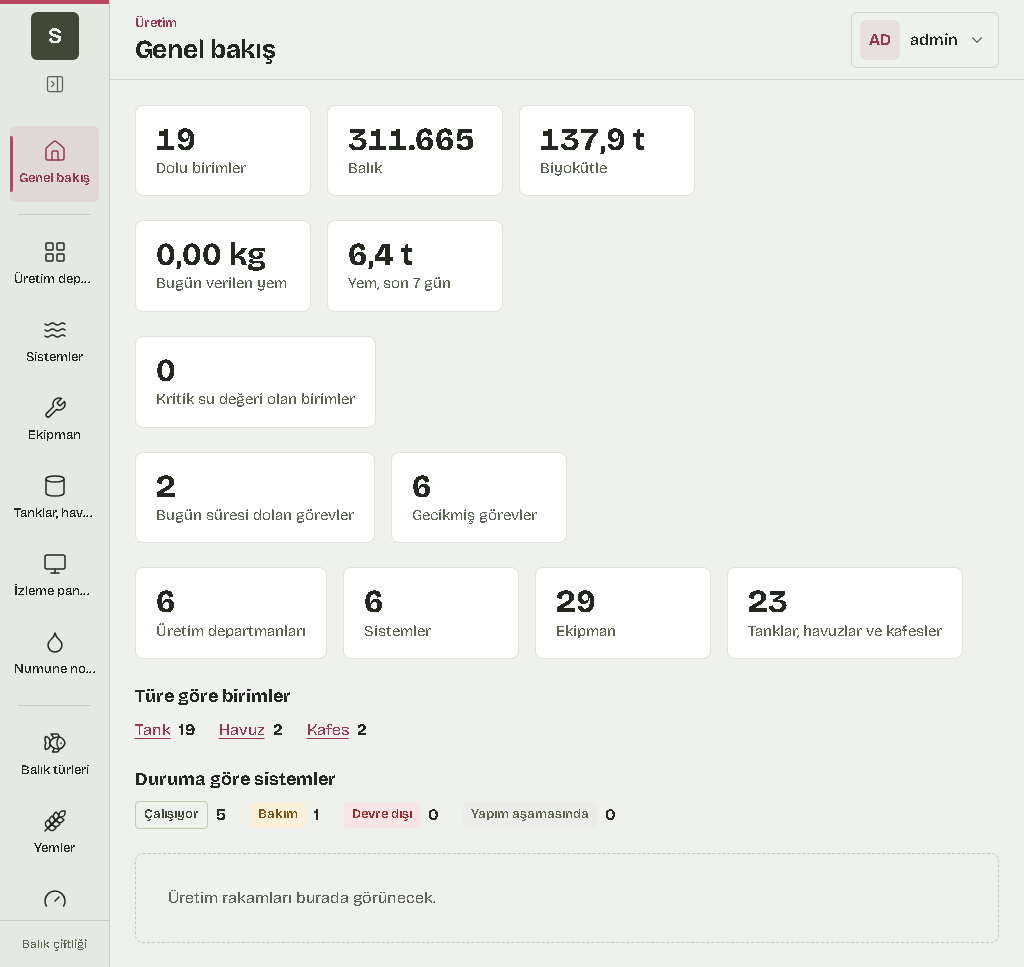 S
Üretim
Genel bakış
AD admin
Genel bakış
Üretim dep...
Sistemler
Ekipman
Tanklar, hav...
İzleme pan...
Numune no...
Balık türleri
Yemler
Balık çiftliği
19
Dolu birimler
311.665
Balık
137,9 t
Biyokütle
0,00 kg
Bugün verilen yem
6,4 t
Yem, son 7 gün
0
Kritik su değeri olan birimler
2
Bugün süresi dolan görevler
6
Gecikmiş görevler
6
Üretim departmanları
6
Sistemler
29
Ekipman
23
Tanklar, havuzlar ve kafesler
Türe göre birimler
Tank 19 Havuz 2 Kafes 2
Duruma göre sistemler
Çalışıyor 5 Bakım 1 Devre dışı 0 Yapım aşamasında 0
Üretim rakamları burada görünecek.